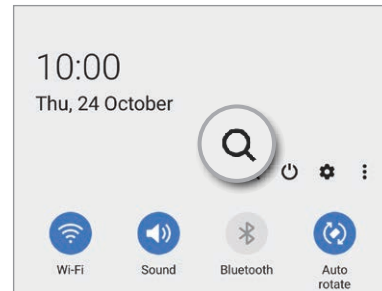 10:00
Thu, 24 October
Wi-Fi
Sound
Bluetooth
Auto
rotate